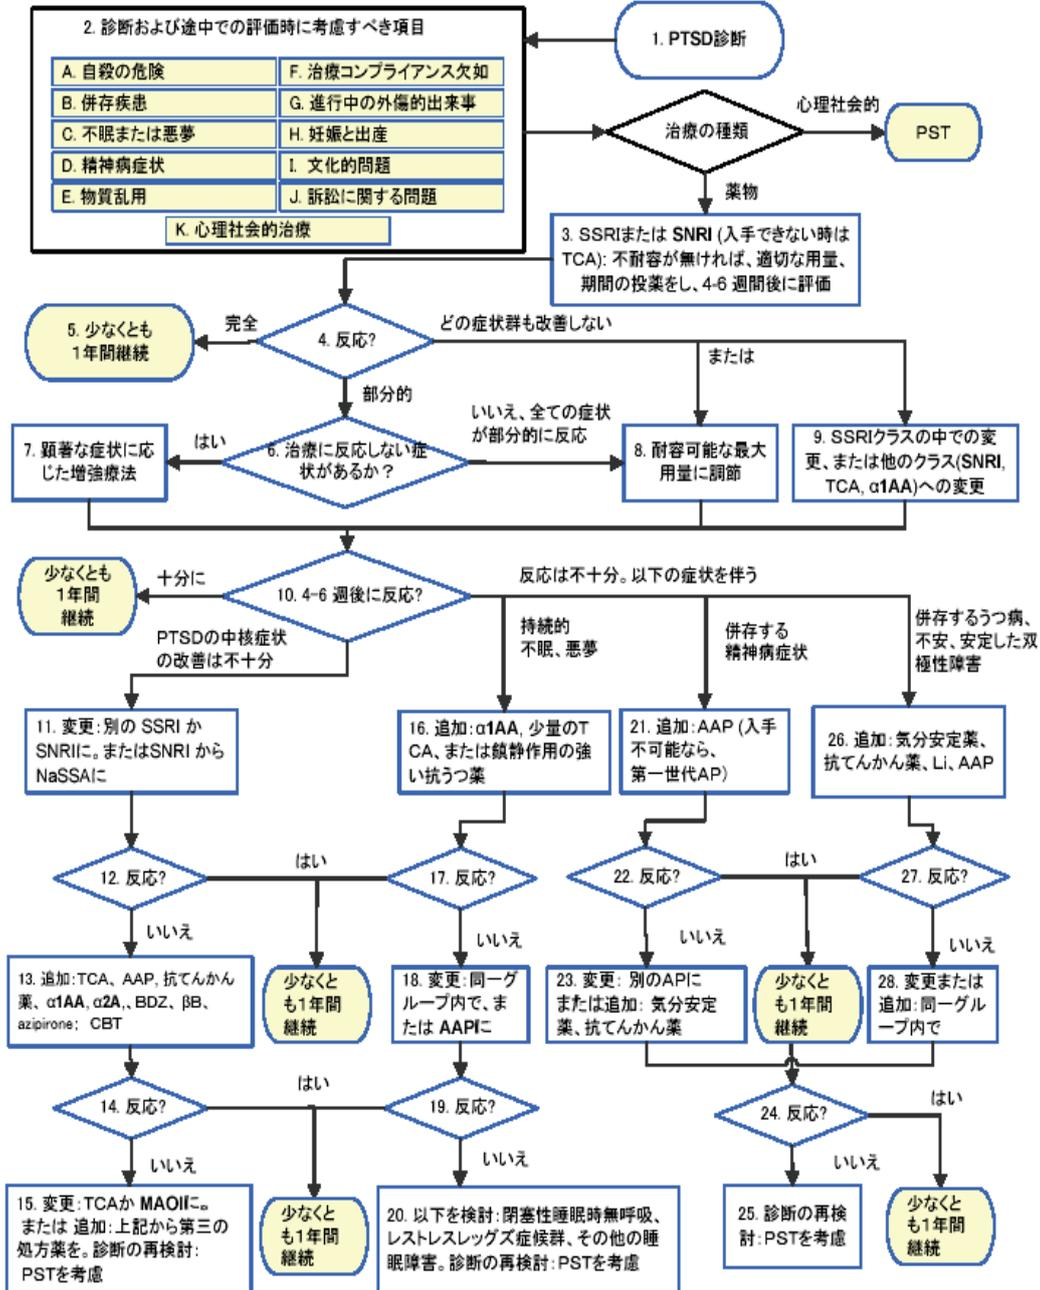 2. 診断および途中での評価時に考慮すべき項目
1. PTSD診断
A. 自殺の危険
F. 治療コンプライアンス欠如
B. 併存疾患
G. 進行中の外傷的出来事
C. 不眠または悪夢
H. 妊娠と出産
D. 精神病症状
I. 文化的問題
E. 物質乱用
J. 訴訟に関する問題
K. 心理社会的治療
治療の種類
心理社会的
PST
薬物
3. SSRIまたは SNRI (入手できない時は
TCA): 不耐容が無ければ、適切な用量、
期間の投薬をし、4-6 週間後に評価
5. 少なくとも
1年間継続
完全
4. 反応?
どの症状群も改善しない
または
部分的
いいえ、全ての症状
が部分的に反応
7. 顕著な症状に応
じた増強療法
はい
6. 治療に反応しない症
状があるか？
8. 耐容可能な最大
用量に調節
9. SSRIクラスの中での変
更、または他のクラス(SNRI,
TCA, α1AA)への変更
少なくとも
1年間
継続
十分に
10. 4-6 週後に反応?
反応は不十分。以下の症状を伴う
PTSDの中核症状
の改善は不十分
持続的
不眠、悪夢
併存する
精神病症状
併存するうつ病、
不安、安定した双
極性障害
11. 変更：別の SSRI か
SNRIに。またはSNRI から
NaSSAに
16. 追加：α1AA, 少量のT
CA、または鎮静作用の強
い抗うつ薬
21. 追加：AAP (入手
不可能なら、
第一世代AP）
26. 追加：気分安定薬、
抗てんかん薬、Li、AAP
12. 反応?
はい
17. 反応?
22. 反応?
はい
27. 反応?
いいえ
いいえ
いいえ
いいえ
13. 追加：TCA、AAP, 抗てんかん
薬、α1AA, α2A,、BDZ、βB、
azipirone； CBT
少なくと
も1年間
継続
18. 変更：同一グ
ループ内で、ま
たは AAPに
23. 変更： 別のAPに
または追加： 気分安定
薬、抗てんかん薬
少なくと
も1年間
継続
28. 変更または
追加：同一グルー
プ内で
14. 反応?
はい
19. 反応?
24. 反応?
はい
いいえ
いいえ
いいえ
15. 変更：TCAか MAOIに。
または 追加：上記から第三の
処方薬を。診断の再検討：
PSTを考慮
少なくと
も1年間
継続
20. 以下を検討：閉塞性睡眠時無呼吸、
レストレスレッグズ症候群、その他の睡
眠障害。診断の再検討：PSTを考慮
25. 診断の再検
討：PSTを考慮
少なくと
も1年間
継続